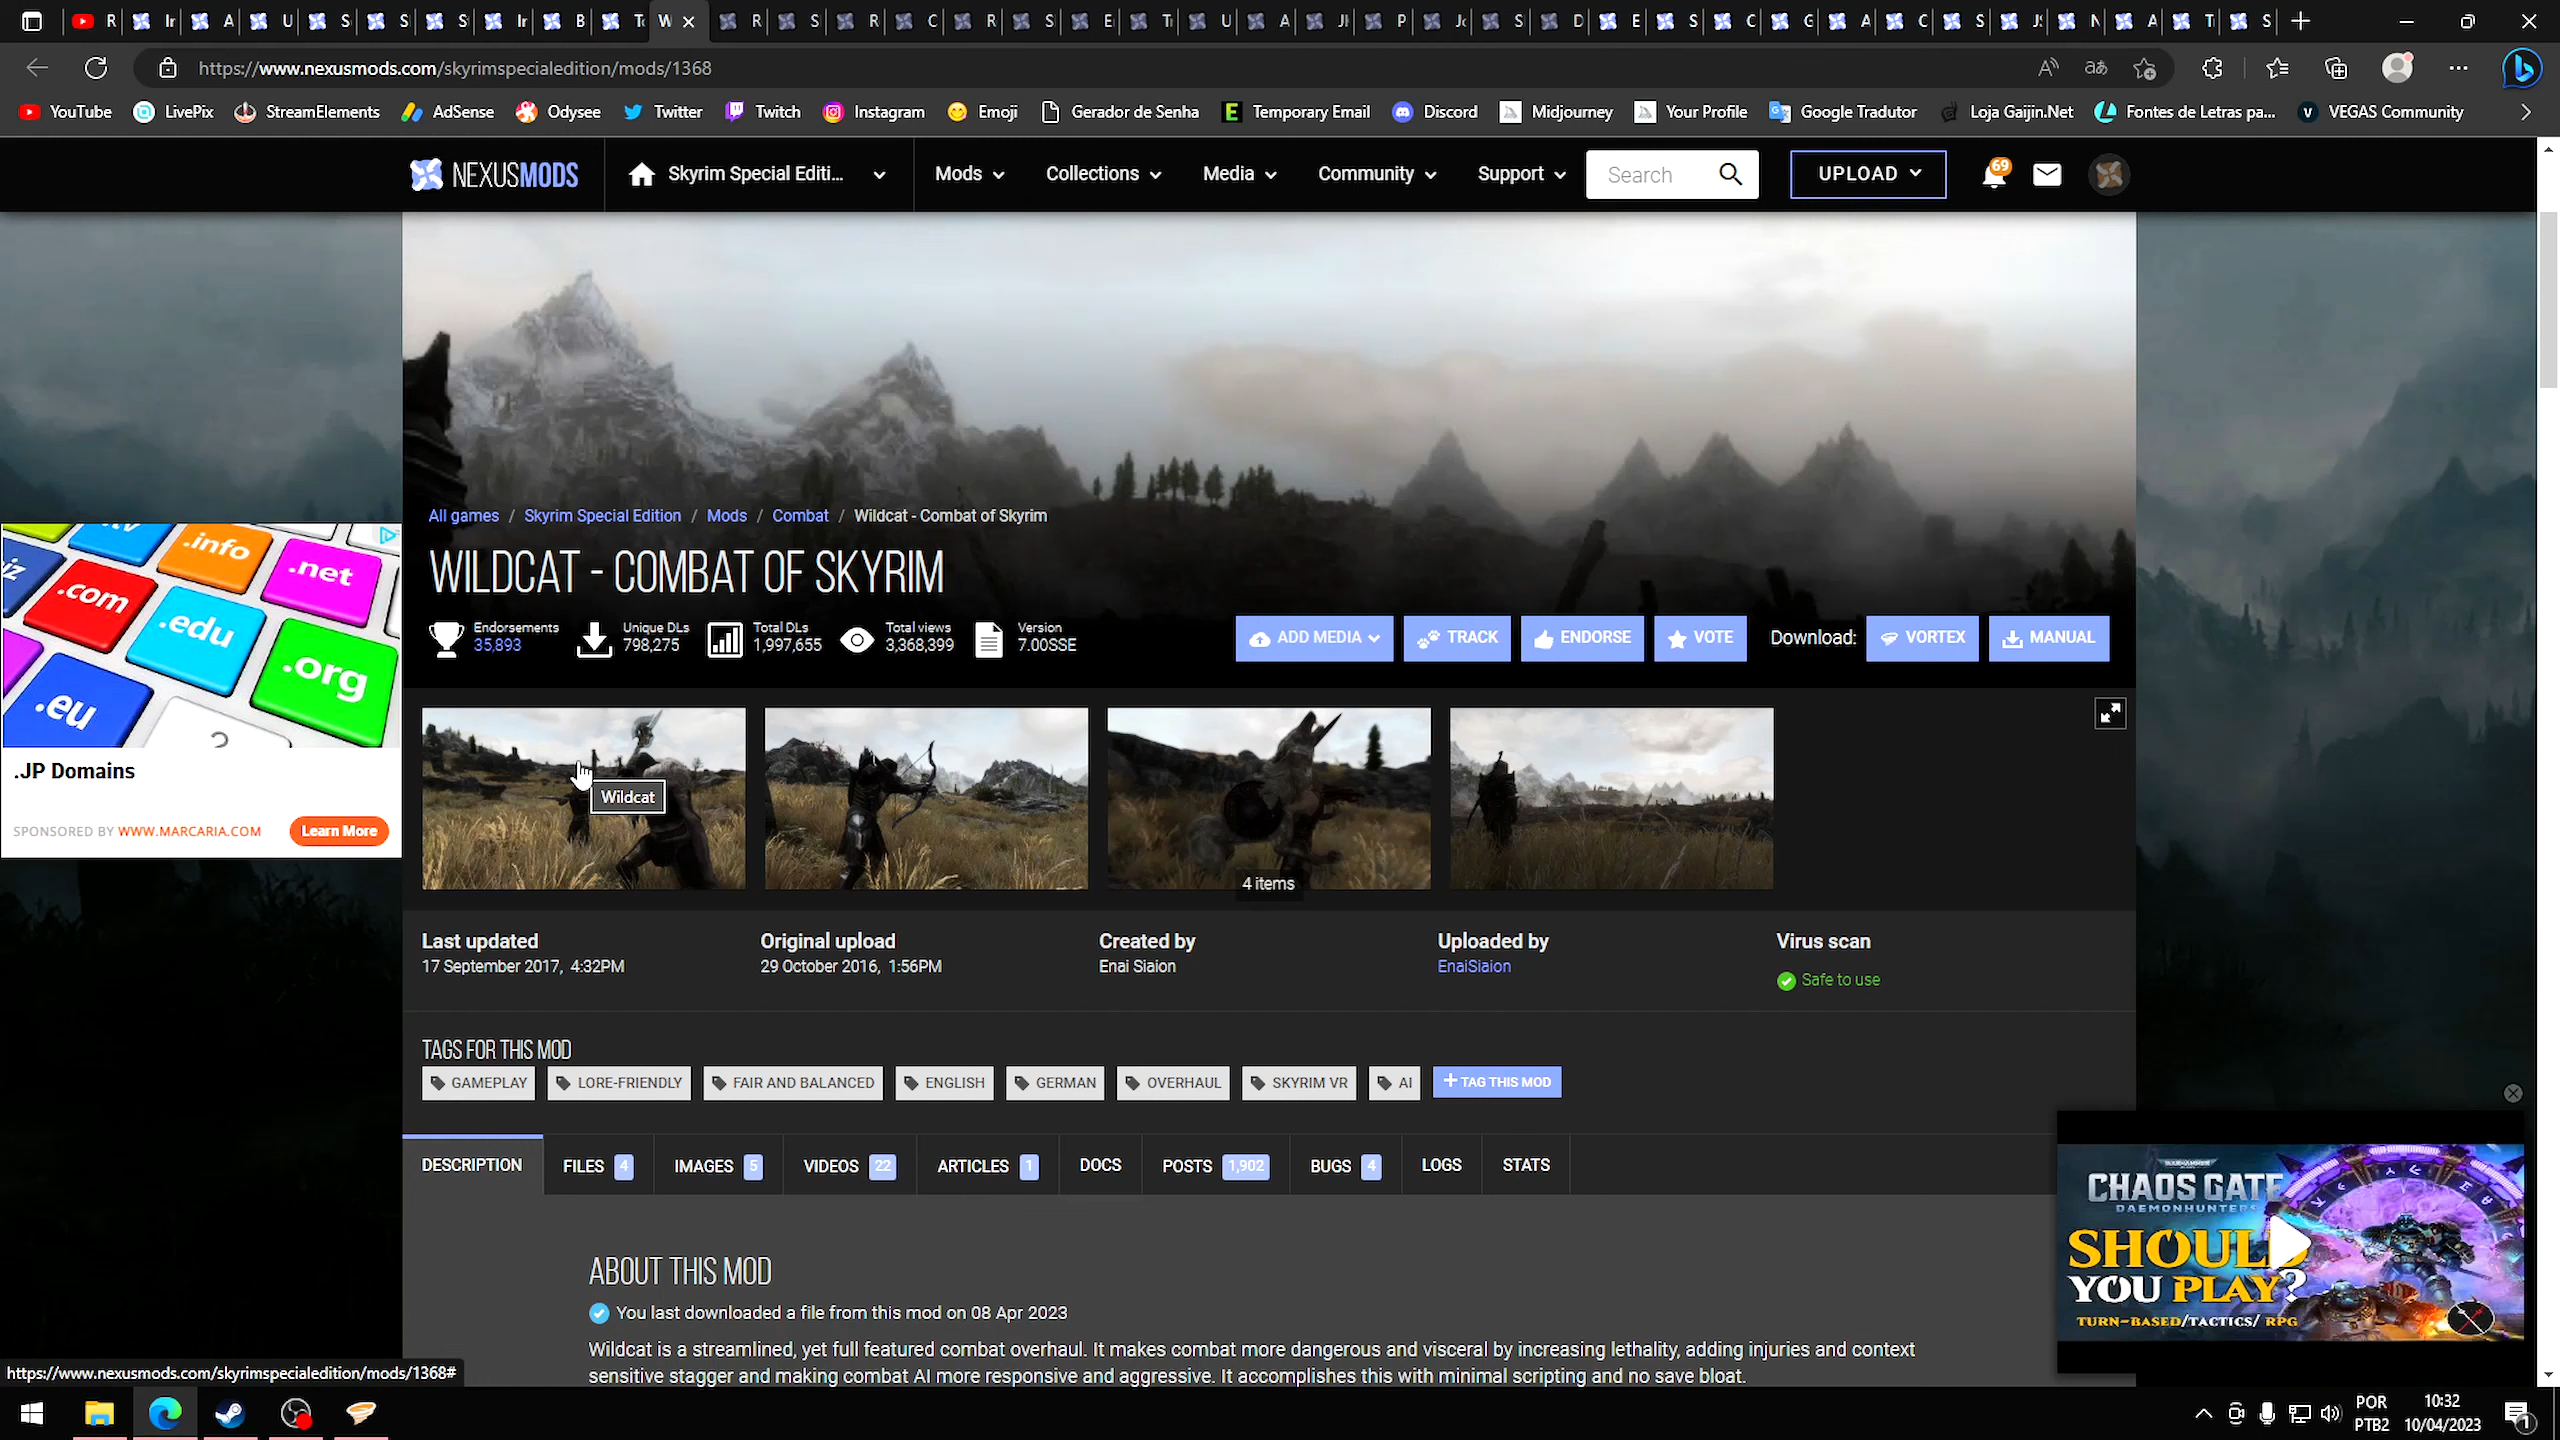 R Ir A U S S S Ir B Tc W R S R C R S E Tr U A Jl P Jc S D E S C G A C S J N A T S
https://www.nexusmods.com/skyrimspecialedition/mods/1368
YouTube LivePix StreamElements AdSense Odysee Twitter Twitch Instagram Emoji Gerador de Senha Temporary Email Discord Midjourney Your Profile Google Tradutor Loja Gaijin.Net Fontes de Letras pa... VEGAS Community
NEXUSMODS Skyrim Special Editi... Mods Collections Media Community Support Search UPLOAD 69
All games / Skyrim Special Edition / Mods / Combat / Wildcat - Combat of Skyrim
WILDCAT - COMBAT OF SKYRIM
Endorsements
35,893
Unique DLs
798,275
Total DLs
1,997,655
Total views
3,368,399
Version
7.00SSE
ADD MEDIA TRACK ENDORSE VOTE Download: VORTEX MANUAL
.tv .info .net
.com .edu .org
.eu
.JP Domains
SPONSORED BY WWW.MARCARIA.COM Learn More
Wildcat
4 items
Last updated
17 September 2017, 4:32PM
Original upload
29 October 2016, 1:56PM
Created by
Enai Siaion
Uploaded by
EnaiSiaion
Virus scan
Safe to use
TAGS FOR THIS MOD
GAMEPLAY LORE-FRIENDLY FAIR AND BALANCED ENGLISH GERMAN OVERHAUL SKYRIM VR AI + TAG THIS MOD
DESCRIPTION FILES 4 IMAGES 5 VIDEOS 22 ARTICLES 1 DOCS POSTS 1,902 BUGS 4 LOGS STATS
ABOUT THIS MOD
You last downloaded a file from this mod on 08 Apr 2023
Wildcat is a streamlined, yet full featured combat overhaul. It makes combat more dangerous and visceral by increasing lethality, adding injuries and context
sensitive stagger and making combat AI more responsive and aggressive. It accomplishes this with minimal scripting and no save bloat.
CHAOS GATE
DAEMONHUNTERS
SHOULD
YOU PLAY?
TURN-BASED/TACTICS/ RPG
https://www.nexusmods.com/skyrimspecialedition/mods/1368#
POR
PTB2
10:32
10/04/2023
1